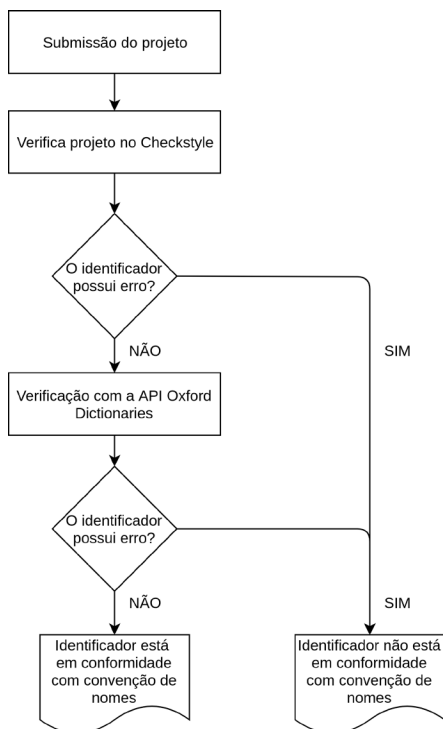 Submissão do projeto
Verifica projeto no Checkstyle
O identificador
possui erro?
NÃO
SIM
Verificação com a API Oxford
Dictionaries
O identificador
possui erro?
NÃO
SIM
Identificador está
em conformidade
com convenção de
nomes
Identificador não está
em conformidade
com convenção de
nomes